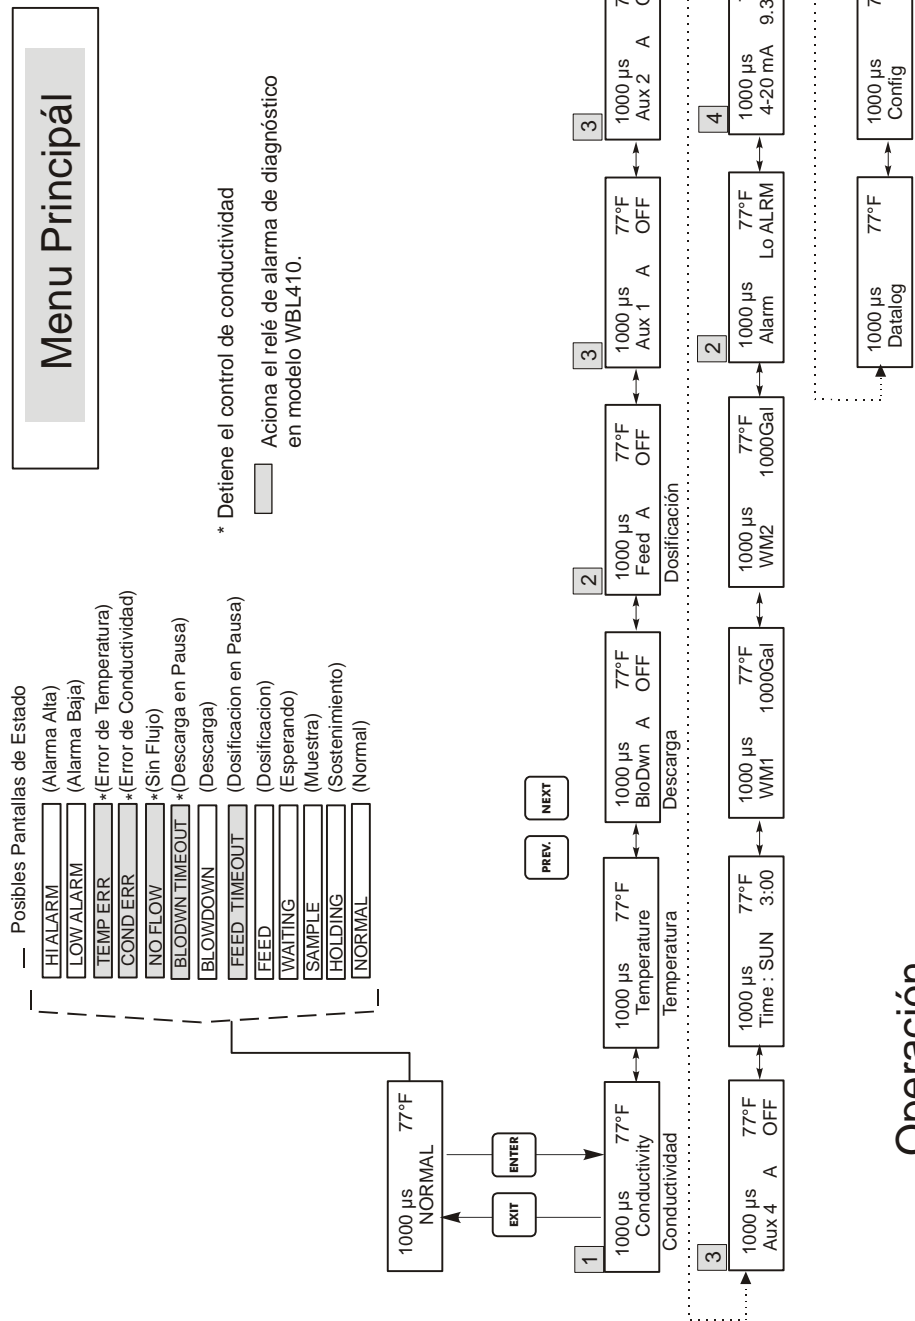 Menu Principál
Posibles Pantallas de Estado
HI ALARM (Alarma Alta)
LOW ALARM (Alarma Baja)
TEMP ERR *(Error de Temperatura)
COND ERR *(Error de Conductividad)
NO FLOW *(Sin Flujo)
BLODWN TIMEOUT *(Descarga en Pausa)
BLOWDOWN (Descarga)
FEED TIMEOUT (Dosificacion en Pausa)
FEED (Dosificacion)
WAITING (Esperando)
SAMPLE (Muestra)
HOLDING (Sostenimiento)
NORMAL (Normal)
* Detiene el control de conductividad
Aciona el relé de alarma de diagnóstico
en modelo WBL410.
1000 µs 77°F
NORMAL
EXIT
ENTER
PREV.
NEXT
1
1000 µs 77°F
Conductivity
Conductividad
1000 µs 77°F
Temperature
Temperatura
1000 µs 77°F
BloDwn A OFF
Descarga
2
1000 µs 77°F
Feed A OFF
Dosificación
3
1000 µs 77°F
Aux 1 A OFF
3
1000 µs
Aux 2 A
3
1000 µs 77°F
Aux 4 A OFF
1000 µs 77°F
Time : SUN 3:00
1000 µs 77°F
WM1 1000Gal
1000 µs 77°F
WM2 1000Gal
2
1000 µs 77°F
Alarm Lo ALRM
4
1000 µs
4-20 mA 9.3
1000 µs 77°F
Datalog
1000 µs
Config
Operación